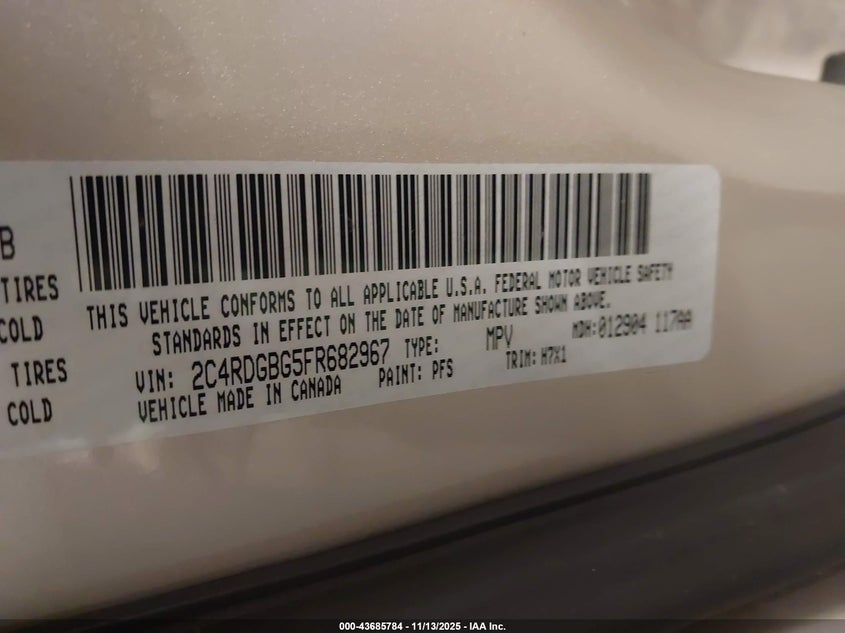 B
TIRES
COLD
TIRES
COLD
THIS VEHICLE CONFORMS TO ALL APPLICABLE U.S.A. FEDERAL MOTOR VEHICLE SAFETY
STANDARDS IN EFFECT ON THE DATE OF MANUFACTURE SHOWN ABOVE.
VIN: 2C4RDGBG5FR682967 TYPE: MPV MDH:012904 117AA
VEHICLE MADE IN CANADA PAINT: PFS TRIM: H7X1
000-43685784 - 11/13/2025 - IAA Inc.